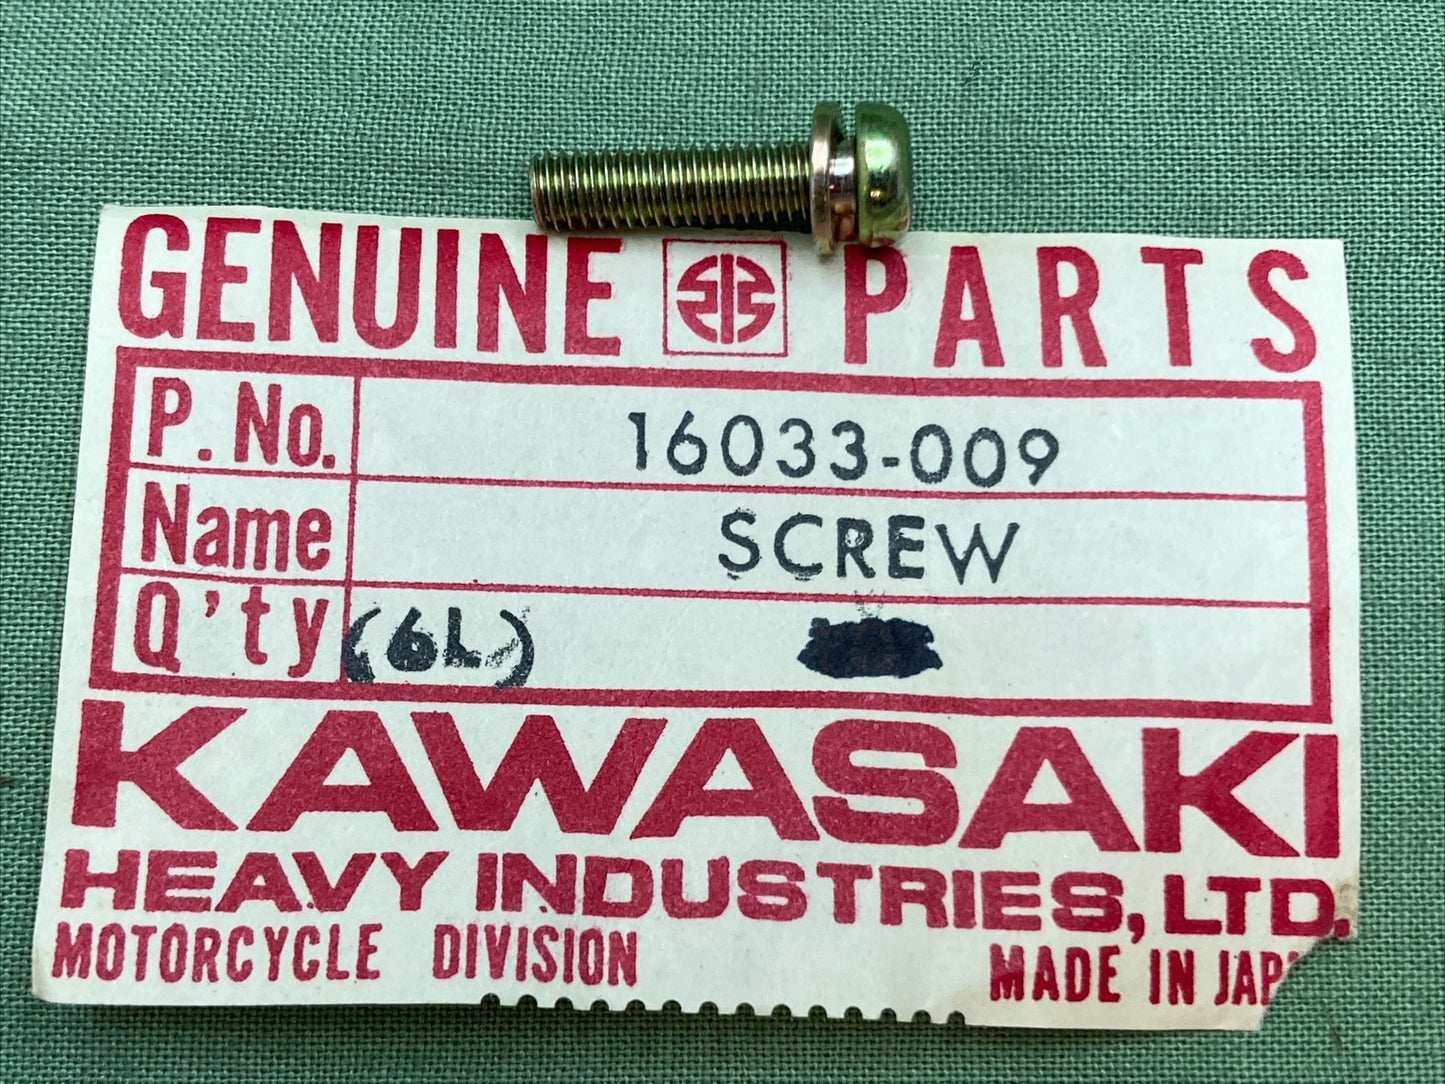 GENUINE PARTS
P. No. 16033-009
Name SCREW
Q'ty (6L)
KAWASAKI
HEAVY INDUSTRIES, LTD.
MOTORCYCLE DIVISION MADE IN JAP